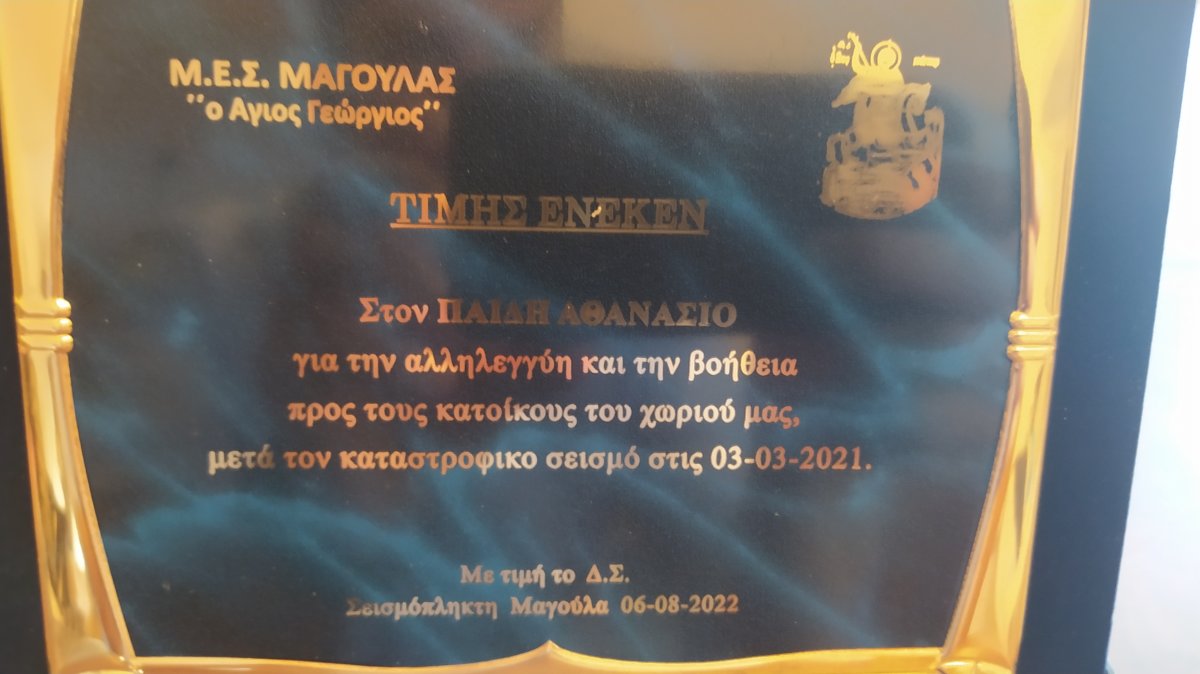 Μ.Ε.Σ. ΜΑΓΟΥΛΑΣ
''ο Αγιος Γεώργιος''
ΤΙΜΗΣ ΕΝΕΚΕΝ
Στον ΠΑΙΔΗ ΑΘΑΝΑΣΙΟ
για την αλληλεγγύη και την βοήθεια
προς τους κατοίκους του χωριού μας,
μετά τον καταστροφικο σεισμό στις 03-03-2021.
Με τιμή το Δ.Σ.
Σεισμόπληκτη Μαγούλα 06-08-2022